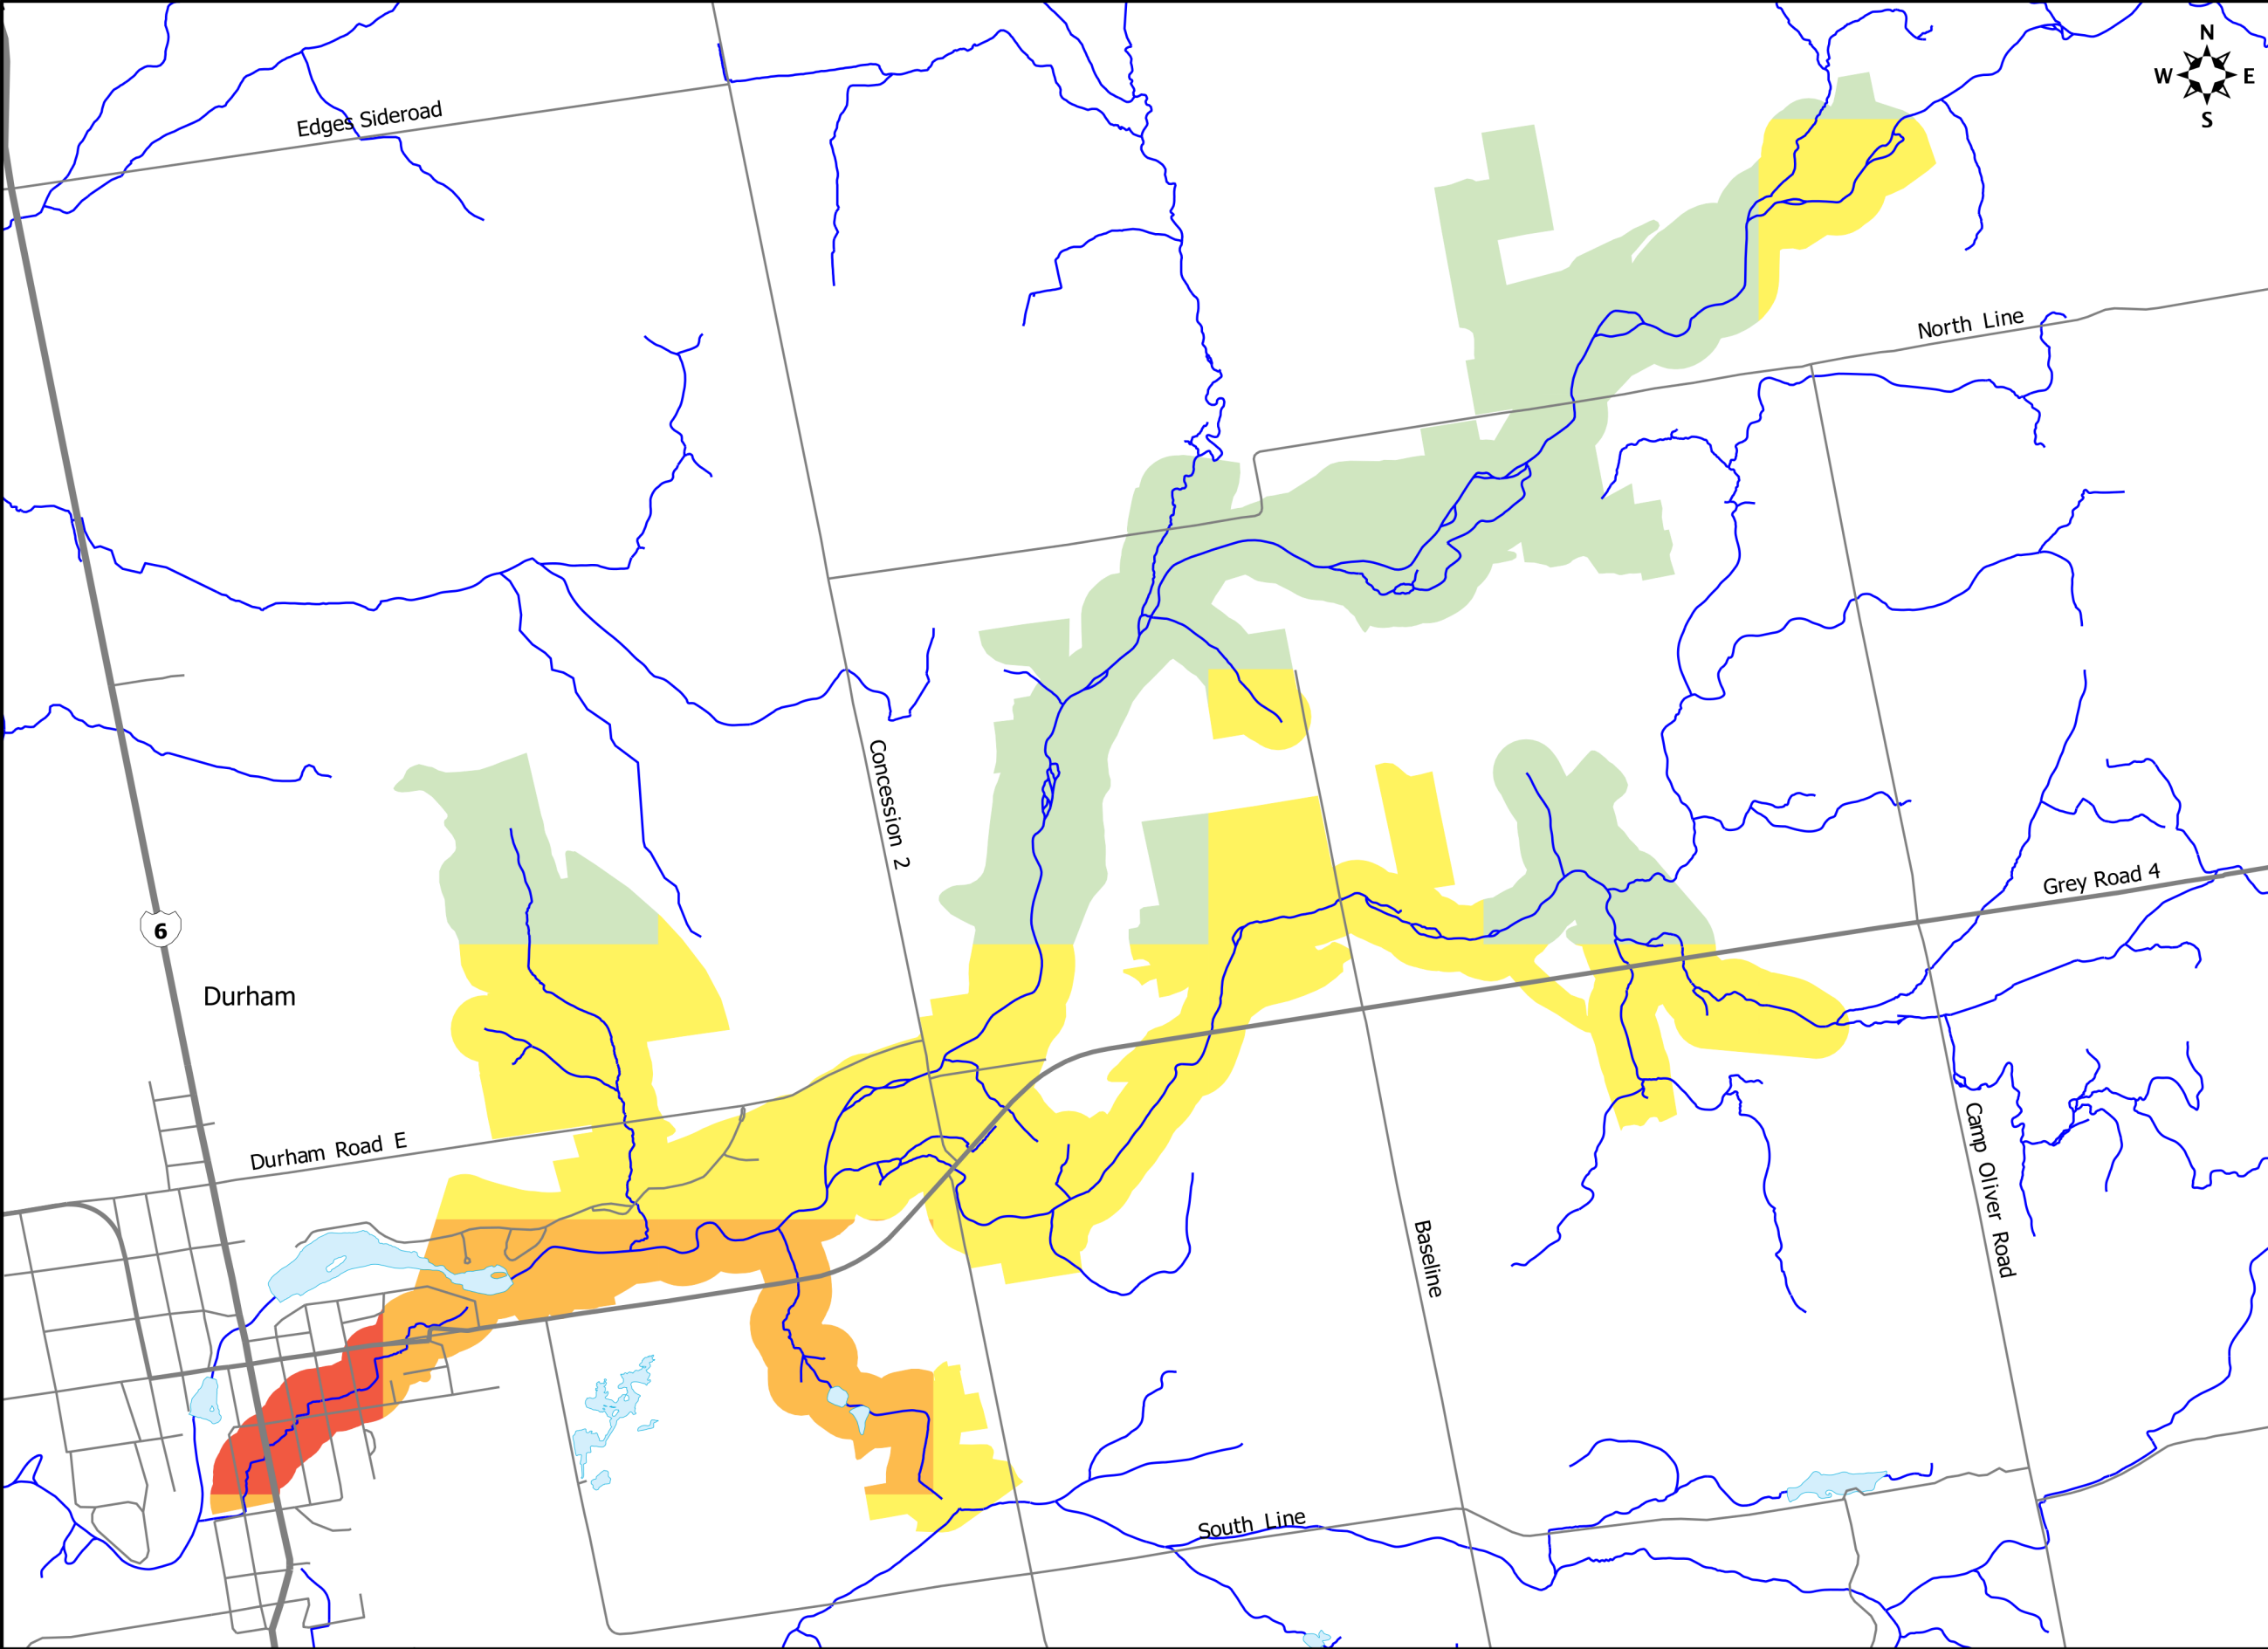 N
W E
S
Edges Sideroad
North Line
Concession 2
Grey Road 4
6
Durham
Durham Road E
Camp Oliver Road
Baseline
South Line